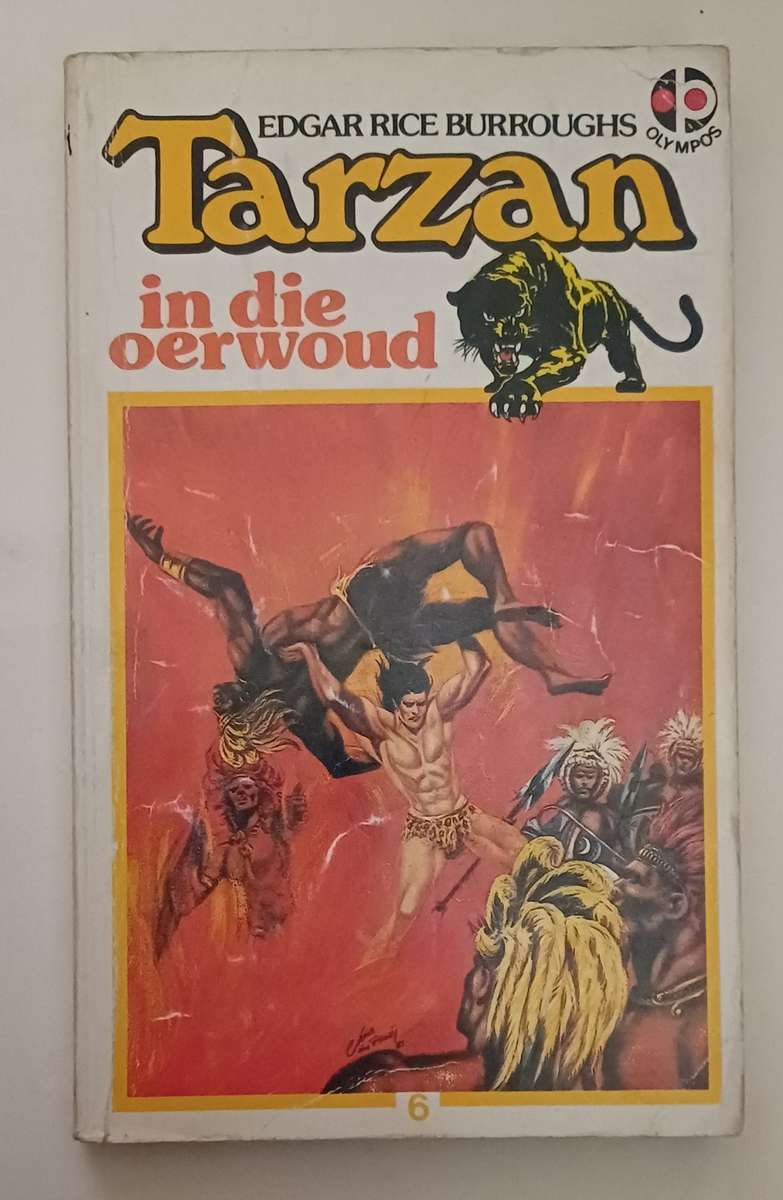 EDGAR RICE BURROUGHS
OLYMPOS
Tarzan
in die
oerwoud
6